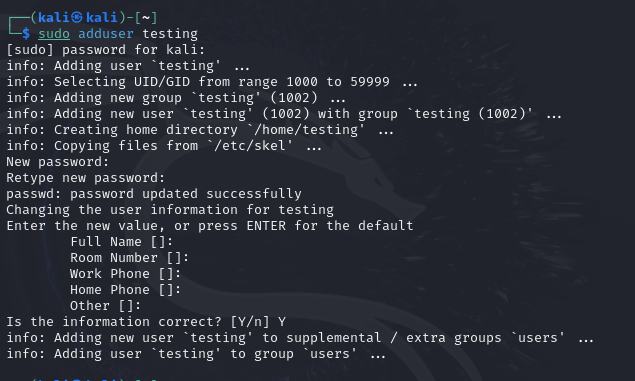 ┌──(kali㉿kali)-[~]
└─$ sudo adduser testing
[sudo] password for kali:
info: Adding user `testing' ...
info: Selecting UID/GID from range 1000 to 59999 ...
info: Adding new group `testing' (1002) ...
info: Adding new user `testing' (1002) with group `testing (1002)' ...
info: Creating home directory `/home/testing' ...
info: Copying files from `/etc/skel' ...
New password:
Retype new password:
passwd: password updated successfully
Changing the user information for testing
Enter the new value, or press ENTER for the default
        Full Name []:
        Room Number []:
        Work Phone []:
        Home Phone []:
        Other []:
Is the information correct? [Y/n] Y
info: Adding new user `testing' to supplemental / extra groups `users' ...
info: Adding user `testing' to group `users' ...